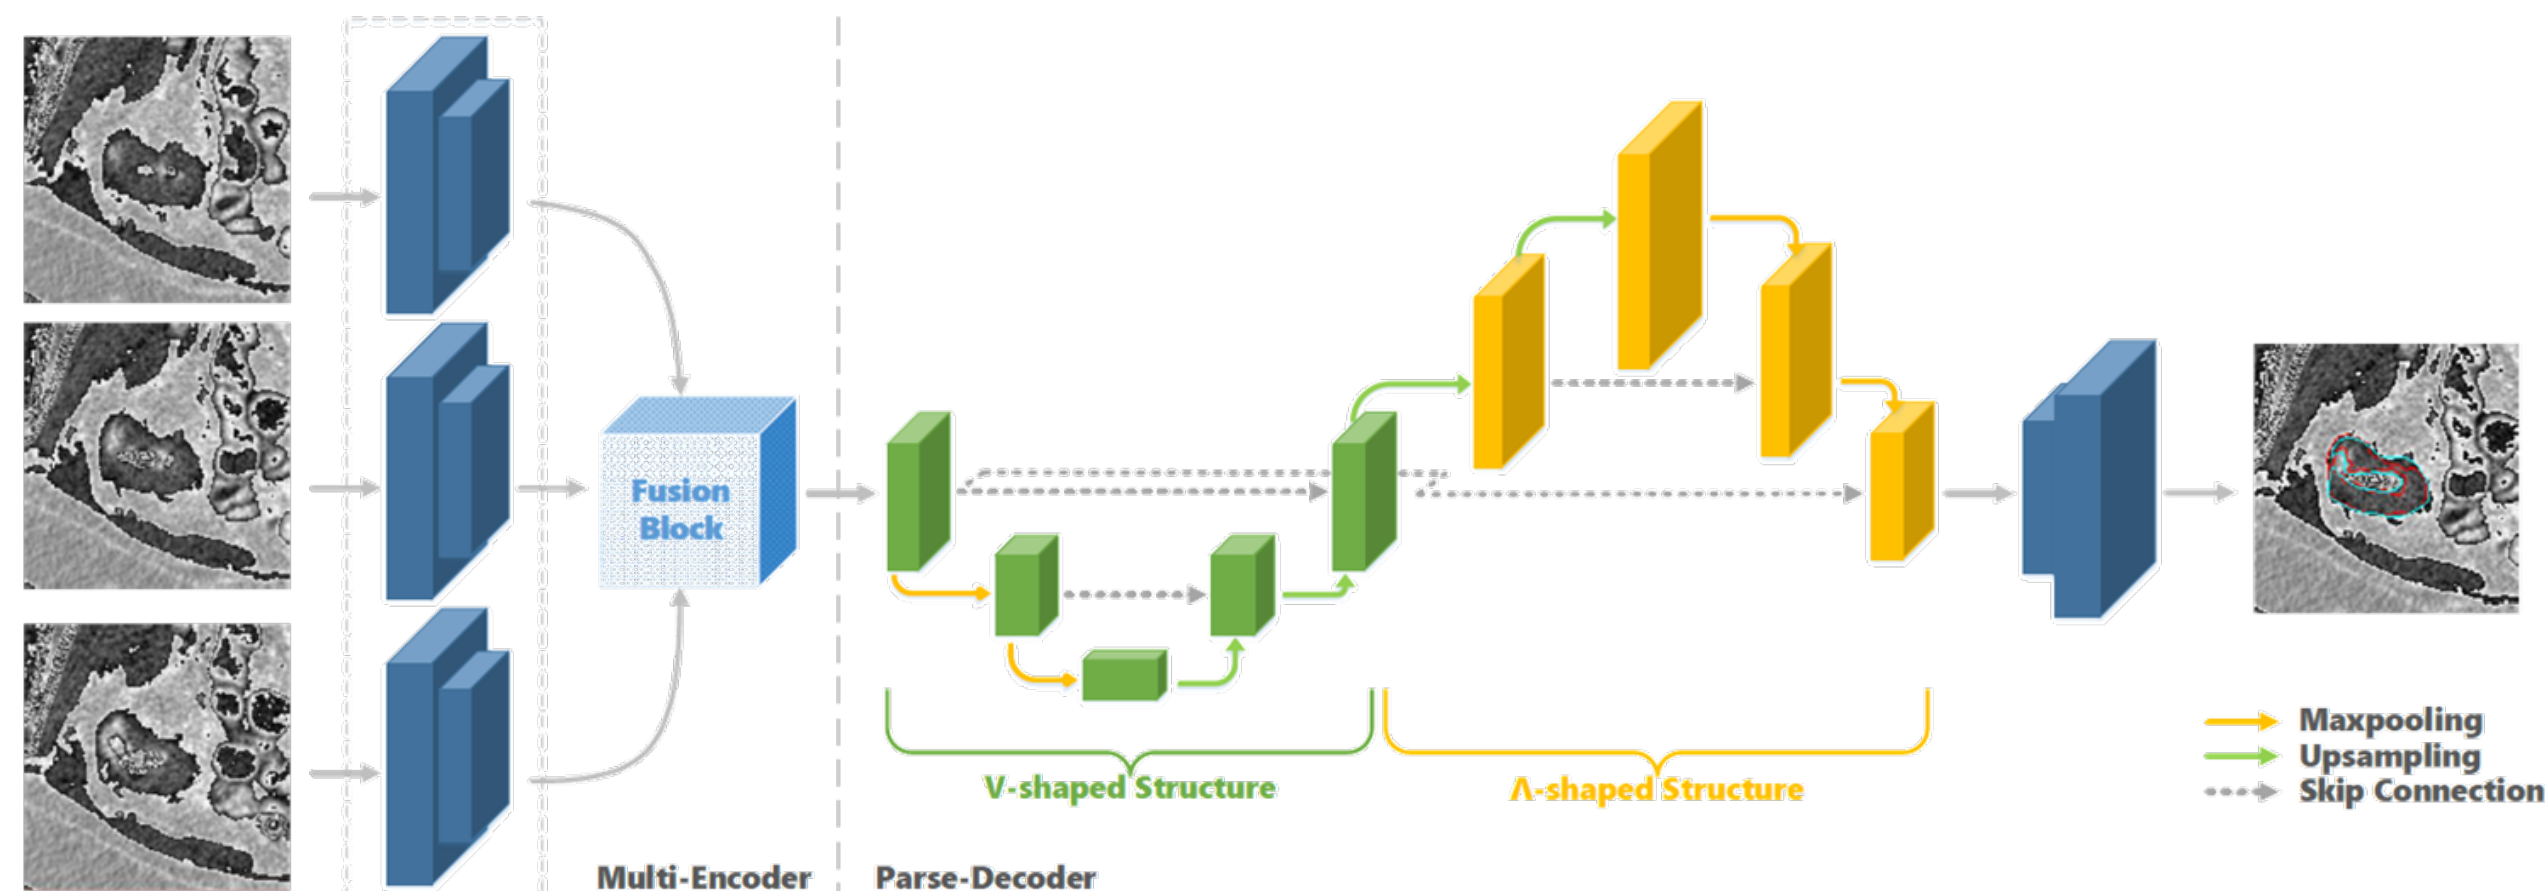 Fusion
Block
V-shaped Structure
Λ-shaped Structure
Maxpooling
Upsampling
Skip Connection
Multi-Encoder
Parse-Decoder